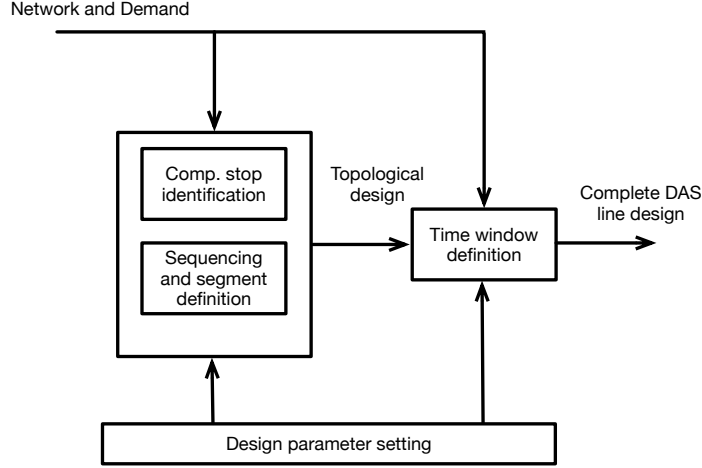 Network and Demand
Comp. stop
identification
Topological
design
Complete DAS
line design
Time window
definition
Sequencing
and segment
definition
Design parameter setting